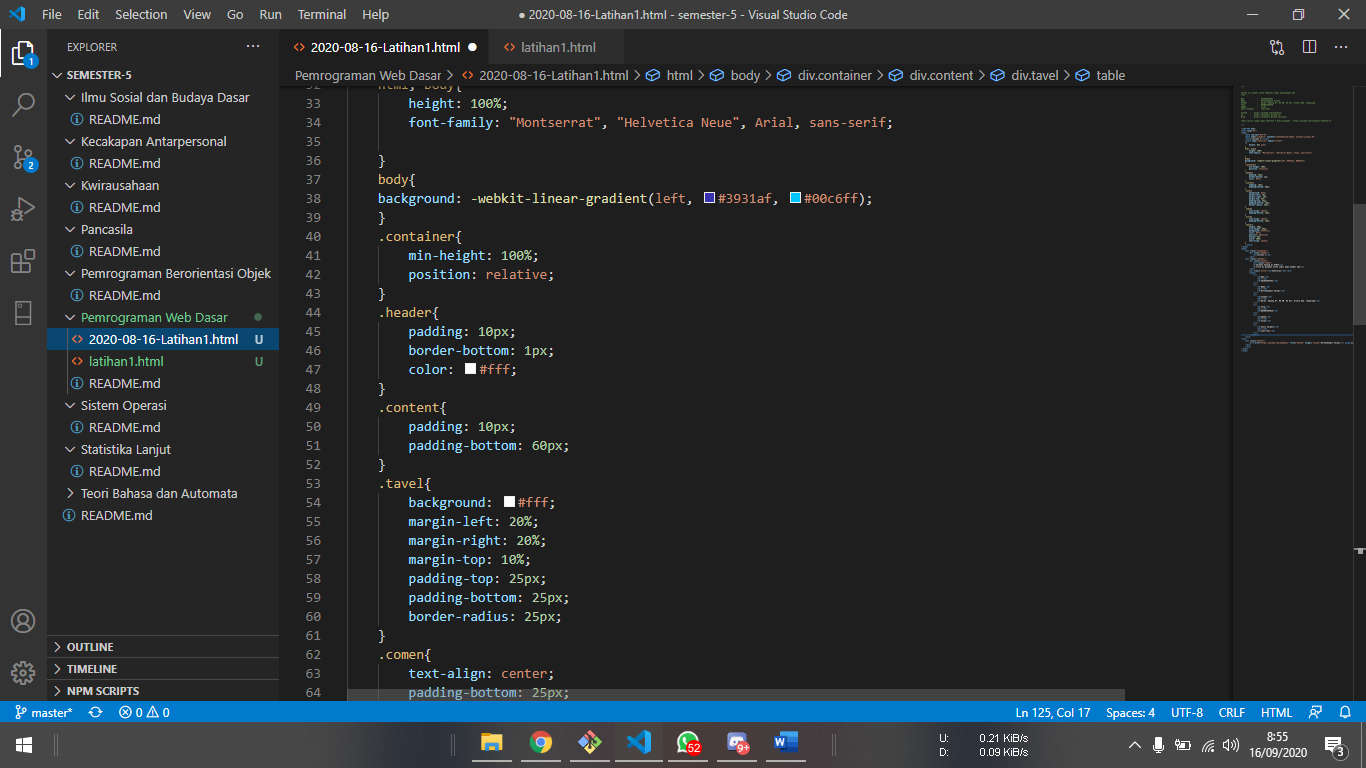 File Edit Selection View Go Run Terminal Help
● 2020-08-16-Latihan1.html - semester-5 - Visual Studio Code
EXPLORER
2020-08-16-Latihan1.html
latihan1.html
Pemrograman Web Dasar > 2020-08-16-Latihan1.html > html > body > div.container > div.content > div.tavel > table
SEMESTER-5
Ilmu Sosial dan Budaya Dasar
README.md
Kecakapan Antarpersonal
README.md
Kwirausahaan
README.md
Pancasila
README.md
Pemrograman Berorientasi Objek
README.md
Pemrograman Web Dasar
2020-08-16-Latihan1.html U
latihan1.html U
README.md
Sistem Operasi
README.md
Statistika Lanjut
README.md
Teori Bahasa dan Automata
README.md
OUTLINE
TIMELINE
NPM SCRIPTS
32 html, body{
33 height: 100%;
34 font-family: "Montserrat", "Helvetica Neue", Arial, sans-serif;
35
36 }
37 body{
38 background: -webkit-linear-gradient(left, #3931af, #00c6ff);
39 }
40 .container{
41 min-height: 100%;
42 position: relative;
43 }
44 .header{
45 padding: 10px;
46 border-bottom: 1px;
47 color: #fff;
48 }
49 .content{
50 padding: 10px;
51 padding-bottom: 60px;
52 }
53 .tavel{
54 background: #fff;
55 margin-left: 20%;
56 margin-right: 20%;
57 margin-top: 10%;
58 padding-top: 25px;
59 padding-bottom: 25px;
60 border-radius: 25px;
61 }
62 .comen{
63 text-align: center;
64 padding-bottom: 25px;
1
2
master* 0 0
Ln 125, Col 17 Spaces: 4 UTF-8 CRLF HTML
52
9+
U: 0.21 KiB/s
D: 0.09 KiB/s
8:55
16/09/2020
3